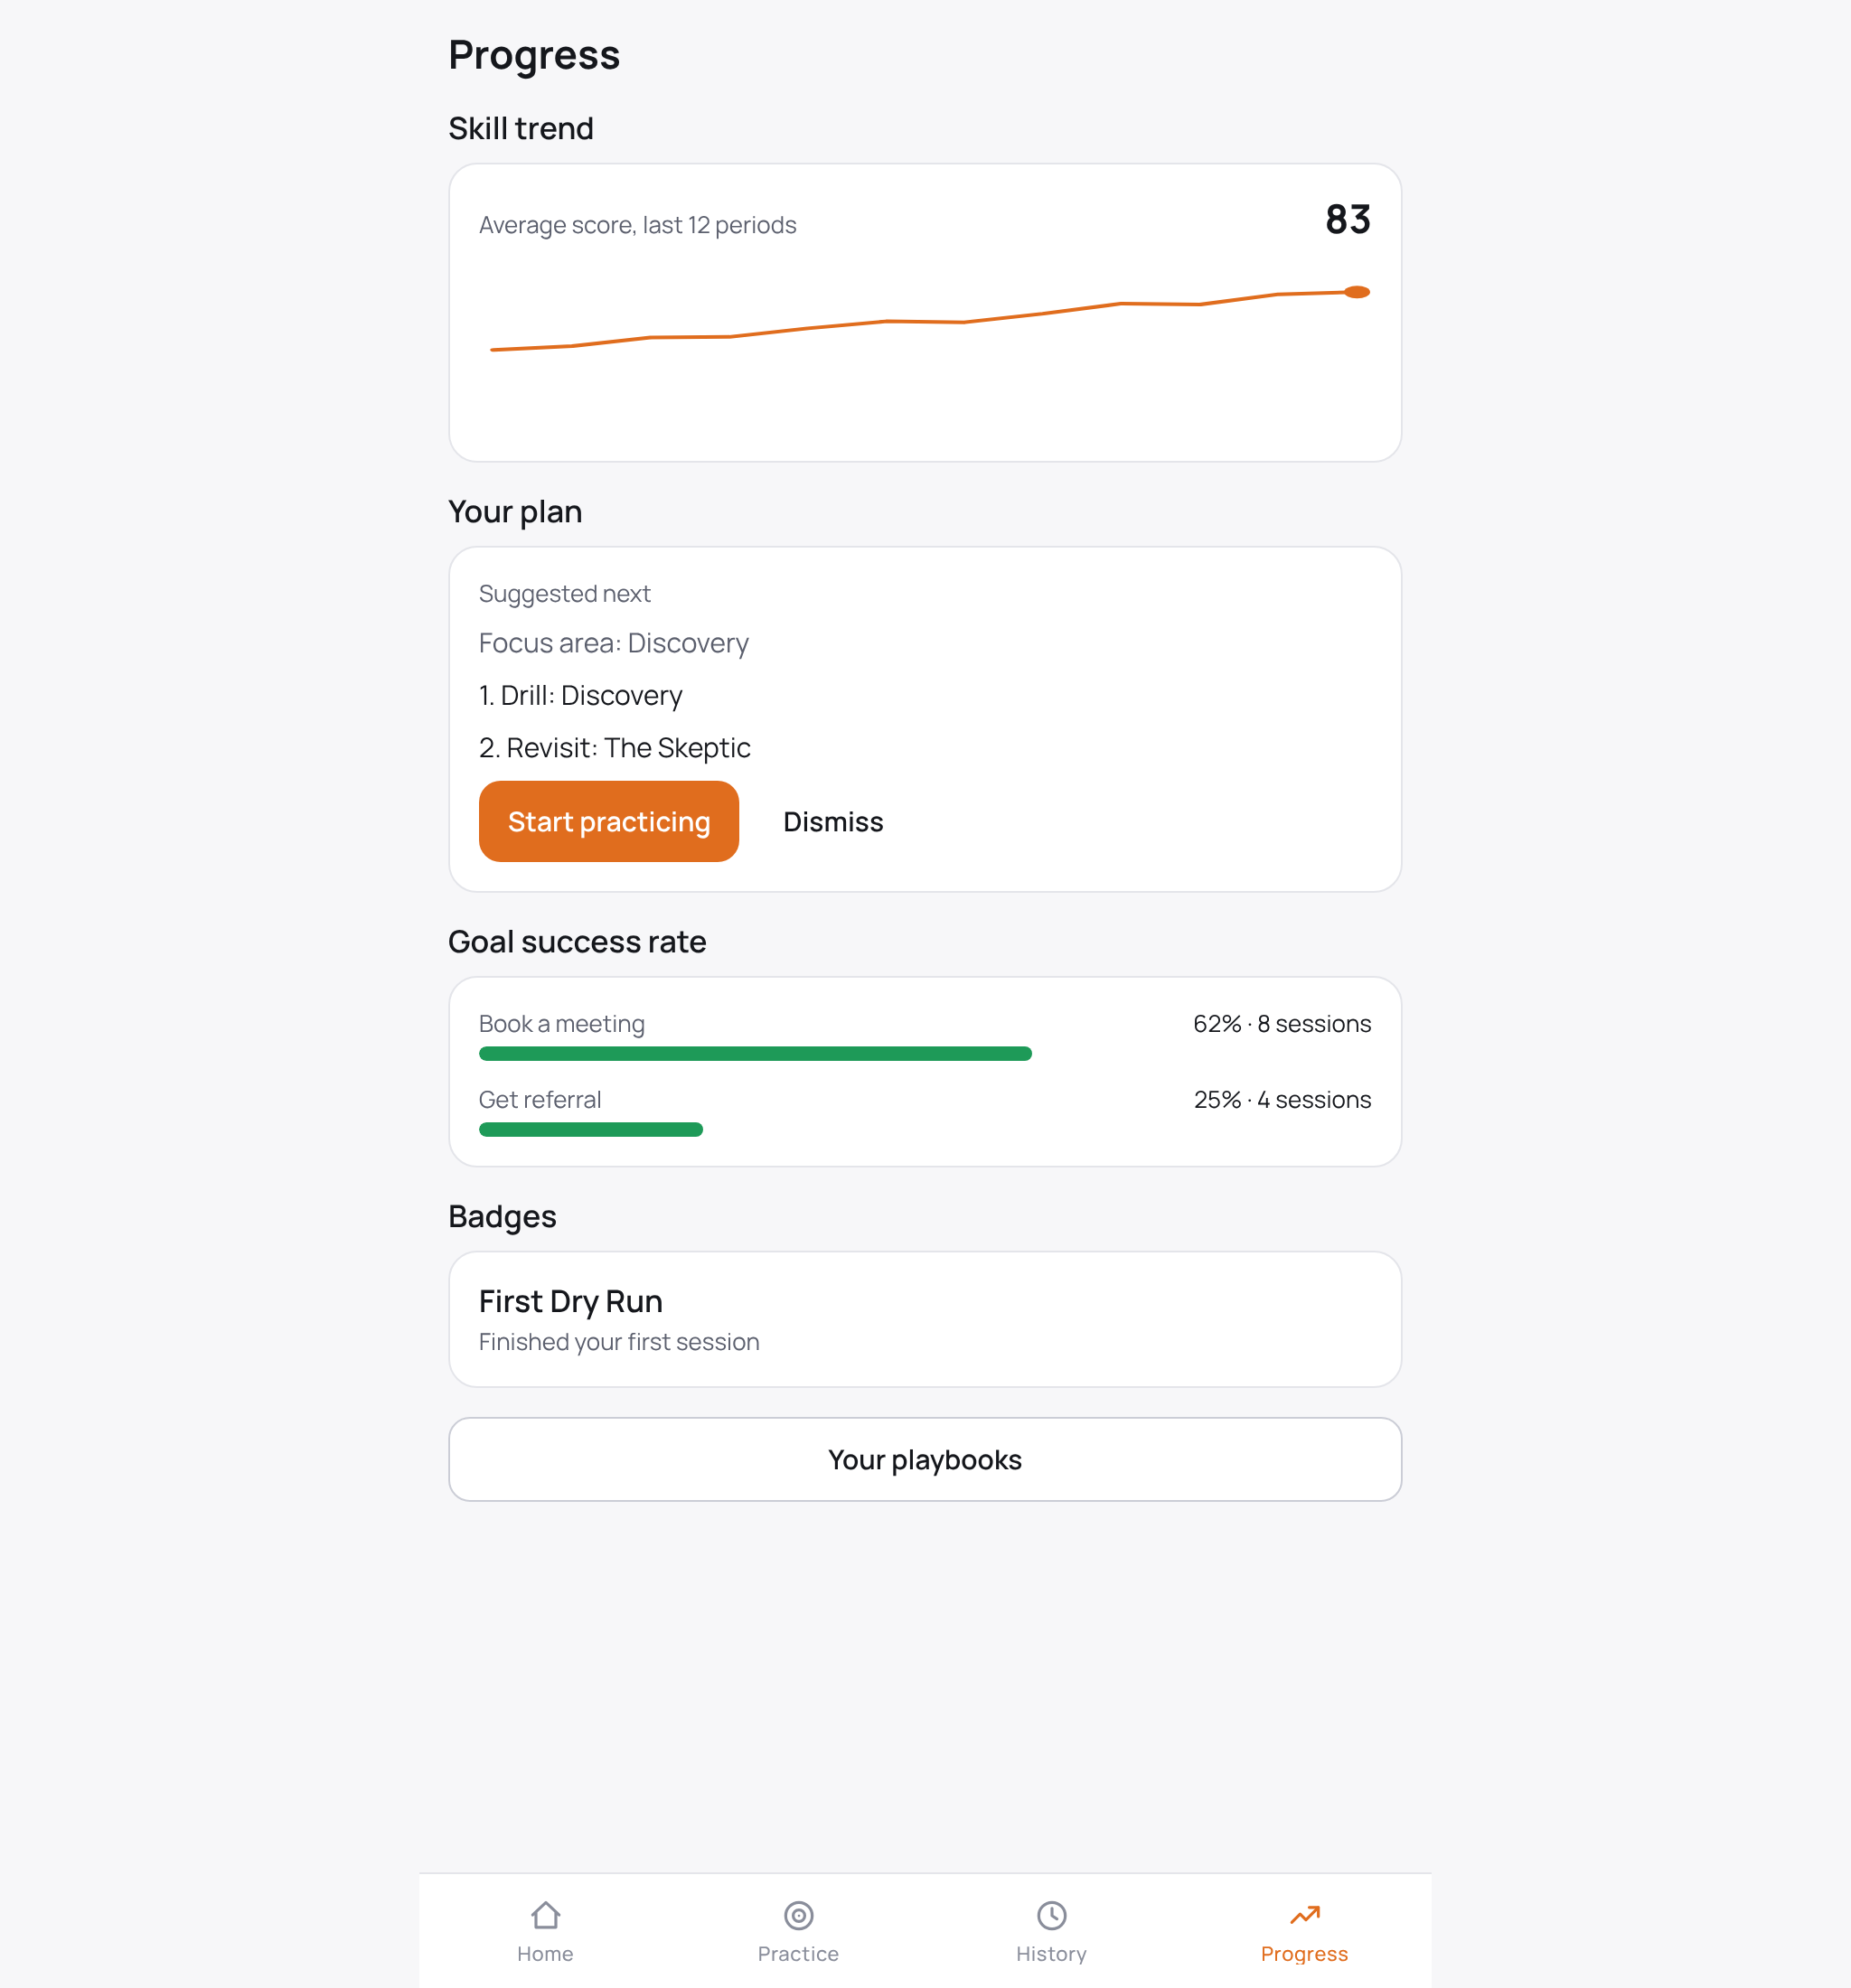 Progress
Skill trend
Average score, last 12 periods
83
Your plan
Suggested next
Focus area: Discovery
1. Drill: Discovery
2. Revisit: The Skeptic
Start practicing
Dismiss
Goal success rate
Book a meeting
62% · 8 sessions
Get referral
25% · 4 sessions
Badges
First Dry Run
Finished your first session
Your playbooks
Home
Practice
History
Progress